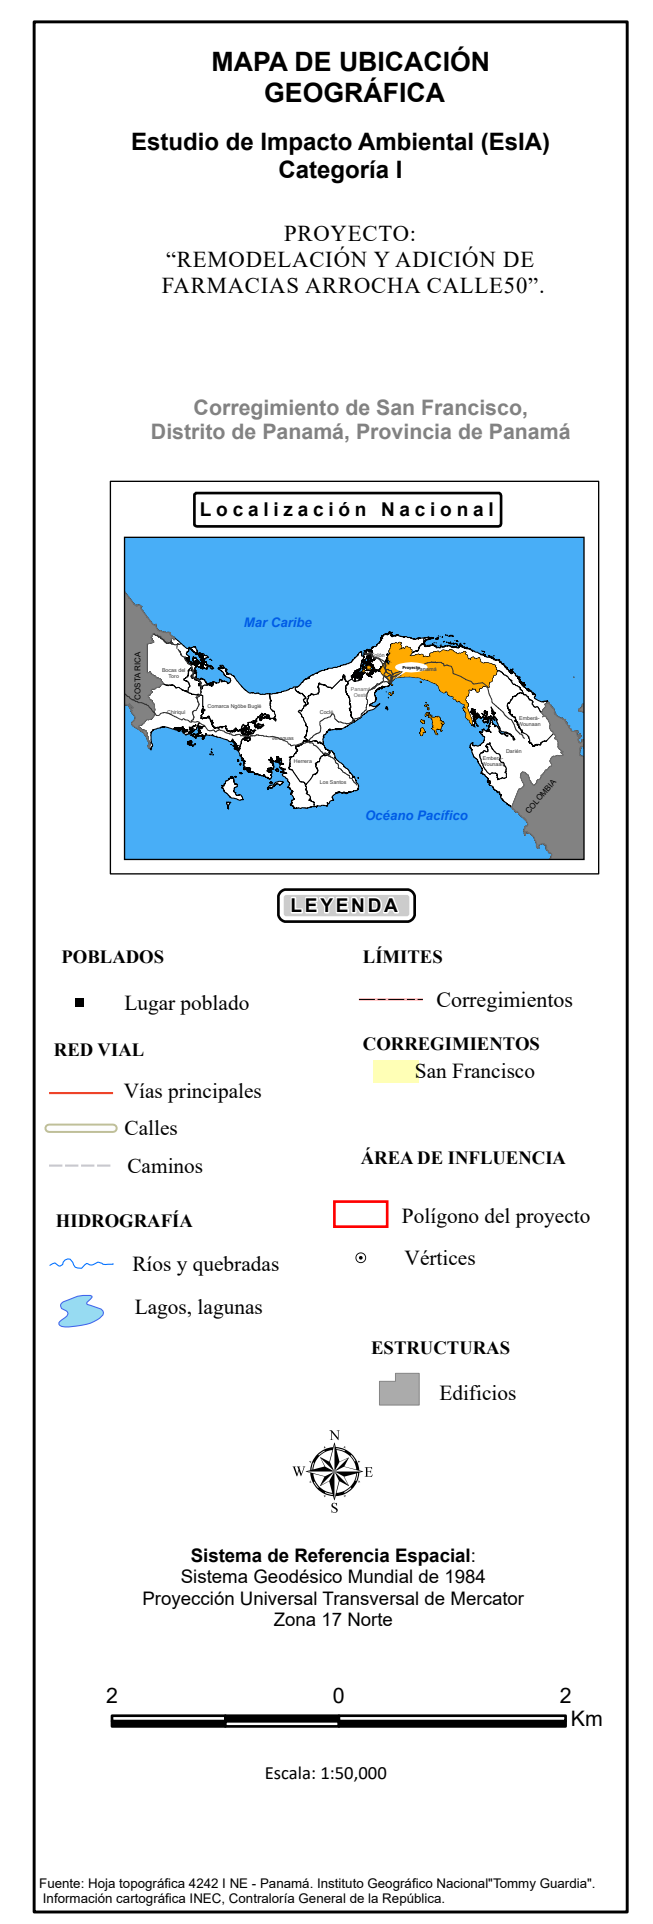 MAPA DE UBICACIÓN
GEOGRÁFICA
Estudio de Impacto Ambiental (EsIA)
Categoría I
PROYECTO:
“REMODELACIÓN Y ADICIÓN DE
FARMACIAS ARROCHA CALLE50”.
Corregimiento de San Francisco,
Distrito de Panamá, Provincia de Panamá
Localización Nacional
Mar Caribe
COSTA RICA
Bocas del
Toro
Chiriquí
Comarca Ngöbe Buglé
Coclé
Panamá
Oeste
Proyecto
Panamá
Herrera
Los Santos
Emberá-
Wounaan
Darién
Océano Pacífico
COLOMBIA
LEYENDA
POBLADOS
Lugar poblado
RED VIAL
Vías principales
Calles
Caminos
HIDROGRAFÍA
Ríos y quebradas
Lagos, lagunas
LÍMITES
Corregimientos
CORREGIMIENTOS
San Francisco
ÁREA DE INFLUENCIA
Polígono del proyecto
Vértices
ESTRUCTURAS
Edificios
N
W E
S
Sistema de Referencia Espacial:
Sistema Geodésico Mundial de 1984
Proyección Universal Transversal de Mercator
Zona 17 Norte
2 0 2
Km
Escala: 1:50,000
Fuente: Hoja topográfica 4242 I NE - Panamá. Instituto Geográfico Nacional"Tommy Guardia".
Información cartográfica INEC, Contraloría General de la República.